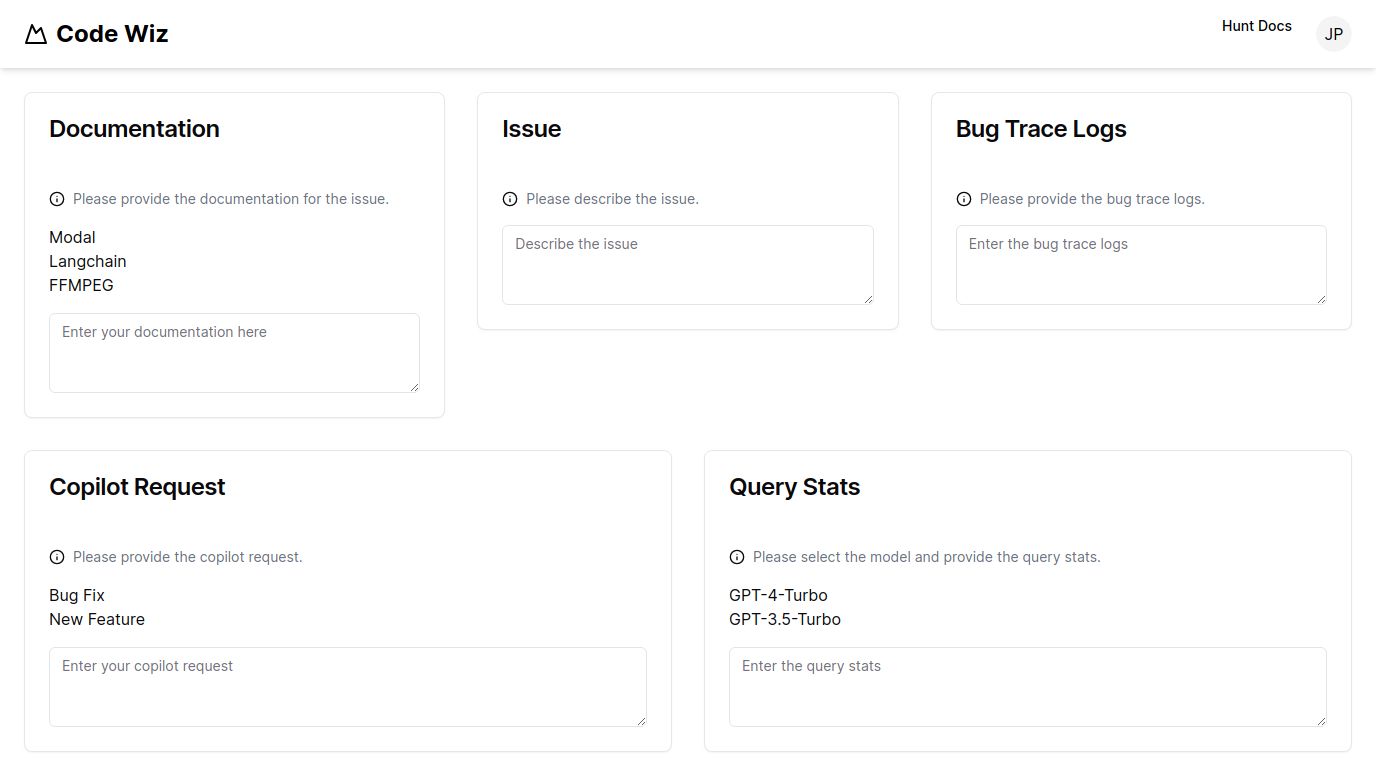 Code Wiz
Hunt Docs
JP
Documentation
Please provide the documentation for the issue.
Modal
Langchain
FFMPEG
Enter your documentation here
Issue
Please describe the issue.
Describe the issue
Bug Trace Logs
Please provide the bug trace logs.
Enter the bug trace logs
Copilot Request
Please provide the copilot request.
Bug Fix
New Feature
Enter your copilot request
Query Stats
Please select the model and provide the query stats.
GPT-4-Turbo
GPT-3.5-Turbo
Enter the query stats